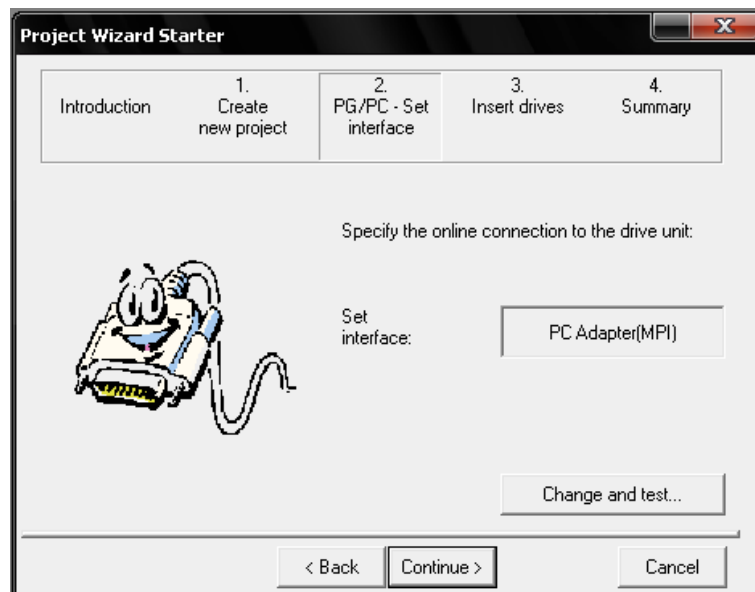 Project Wizard Starter
Introduction
1.
Create
new project
2.
PG/PC - Set
interface
3.
Insert drives
4.
Summary
Specify the online connection to the drive unit:
Set
interface:
PC Adapter(MPI)
Change and test...
< Back
Continue >
Cancel